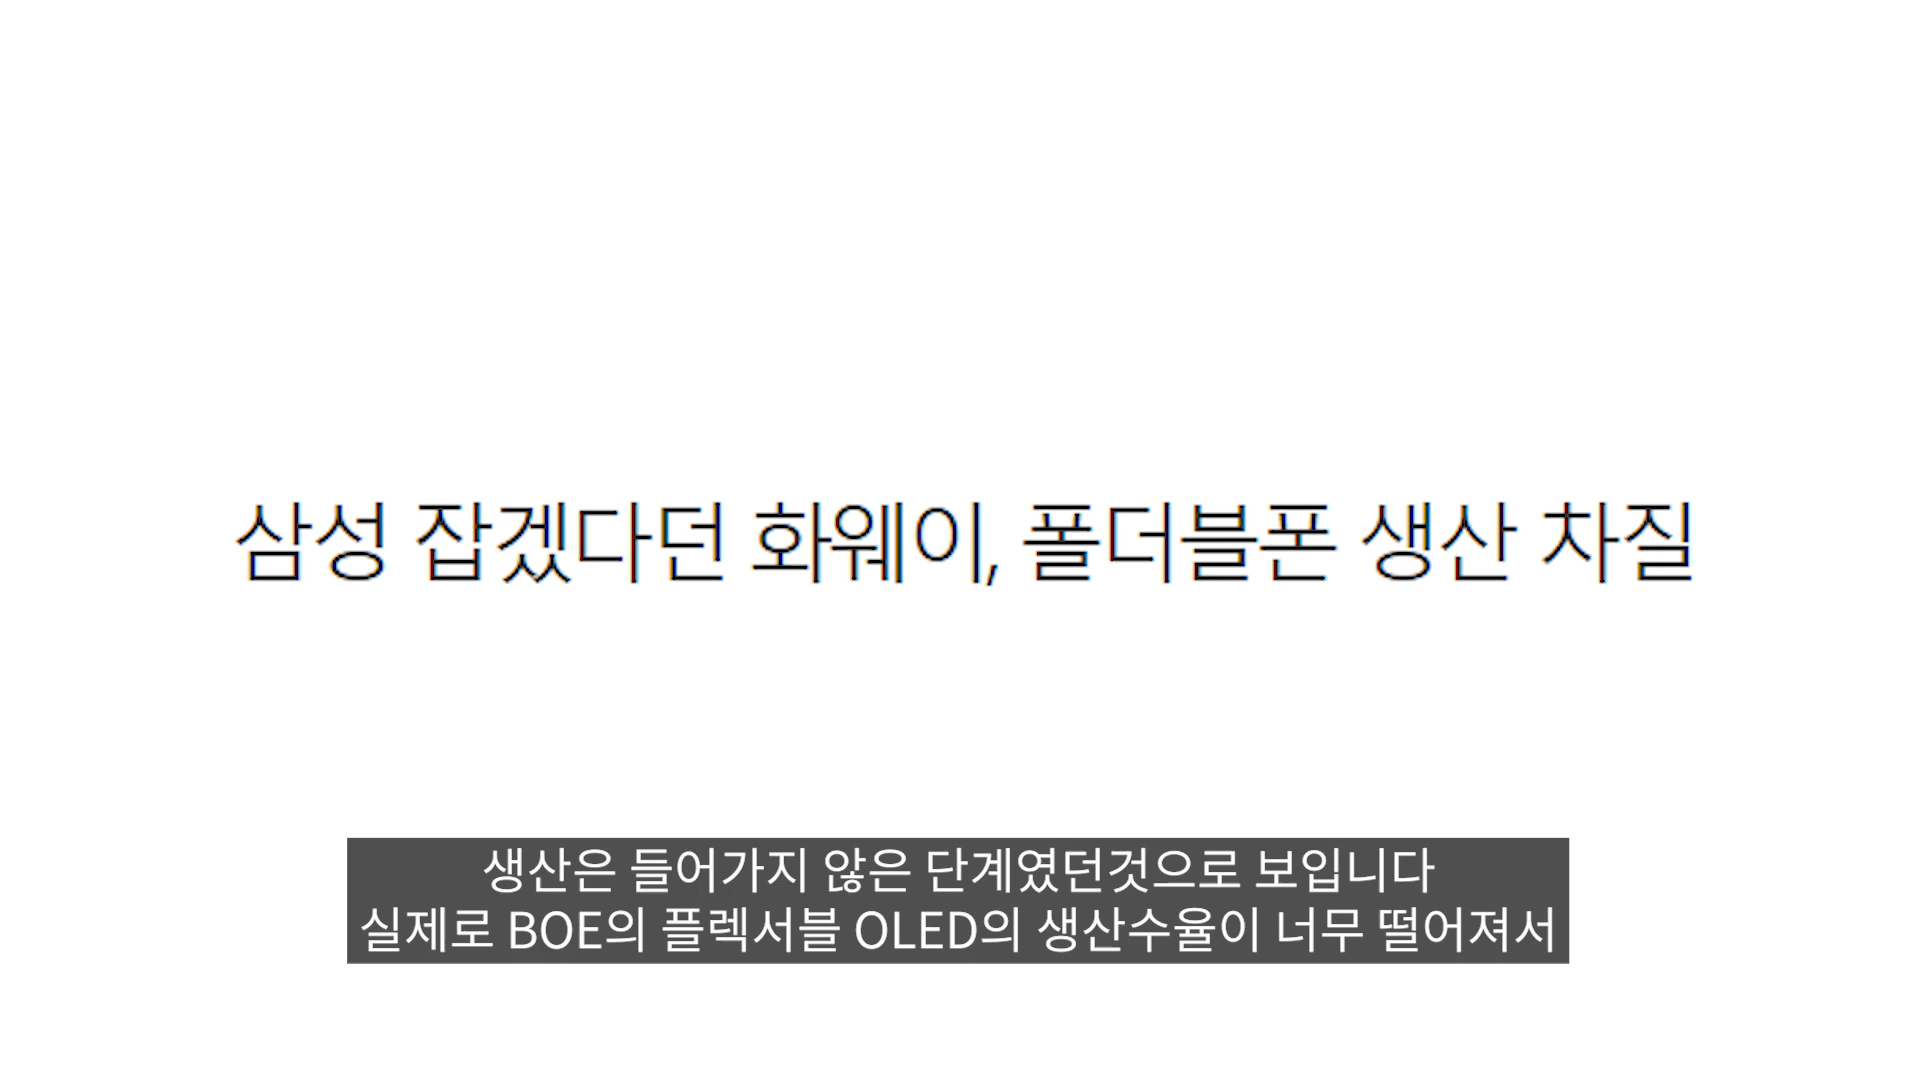 삼성 잡겠다던 화웨이, 폴더블폰 생산 차질
생산은 들어가지 않은 단계였던것으로 보입니다
실제로 BOE의 플렉서블 OLED의 생산수율이 너무 떨어져서